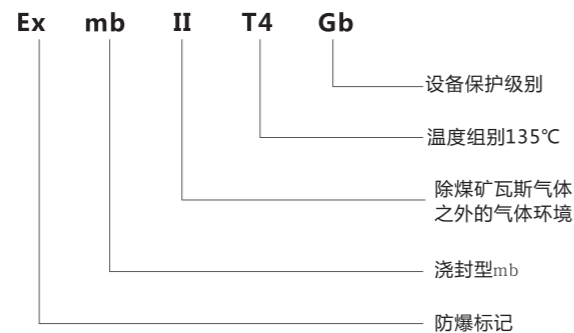 Ex mb II T4 Gb
设备保护级别
温度组别135℃
除煤矿瓦斯气体
之外的气体环境
浇封型mb
防爆标记